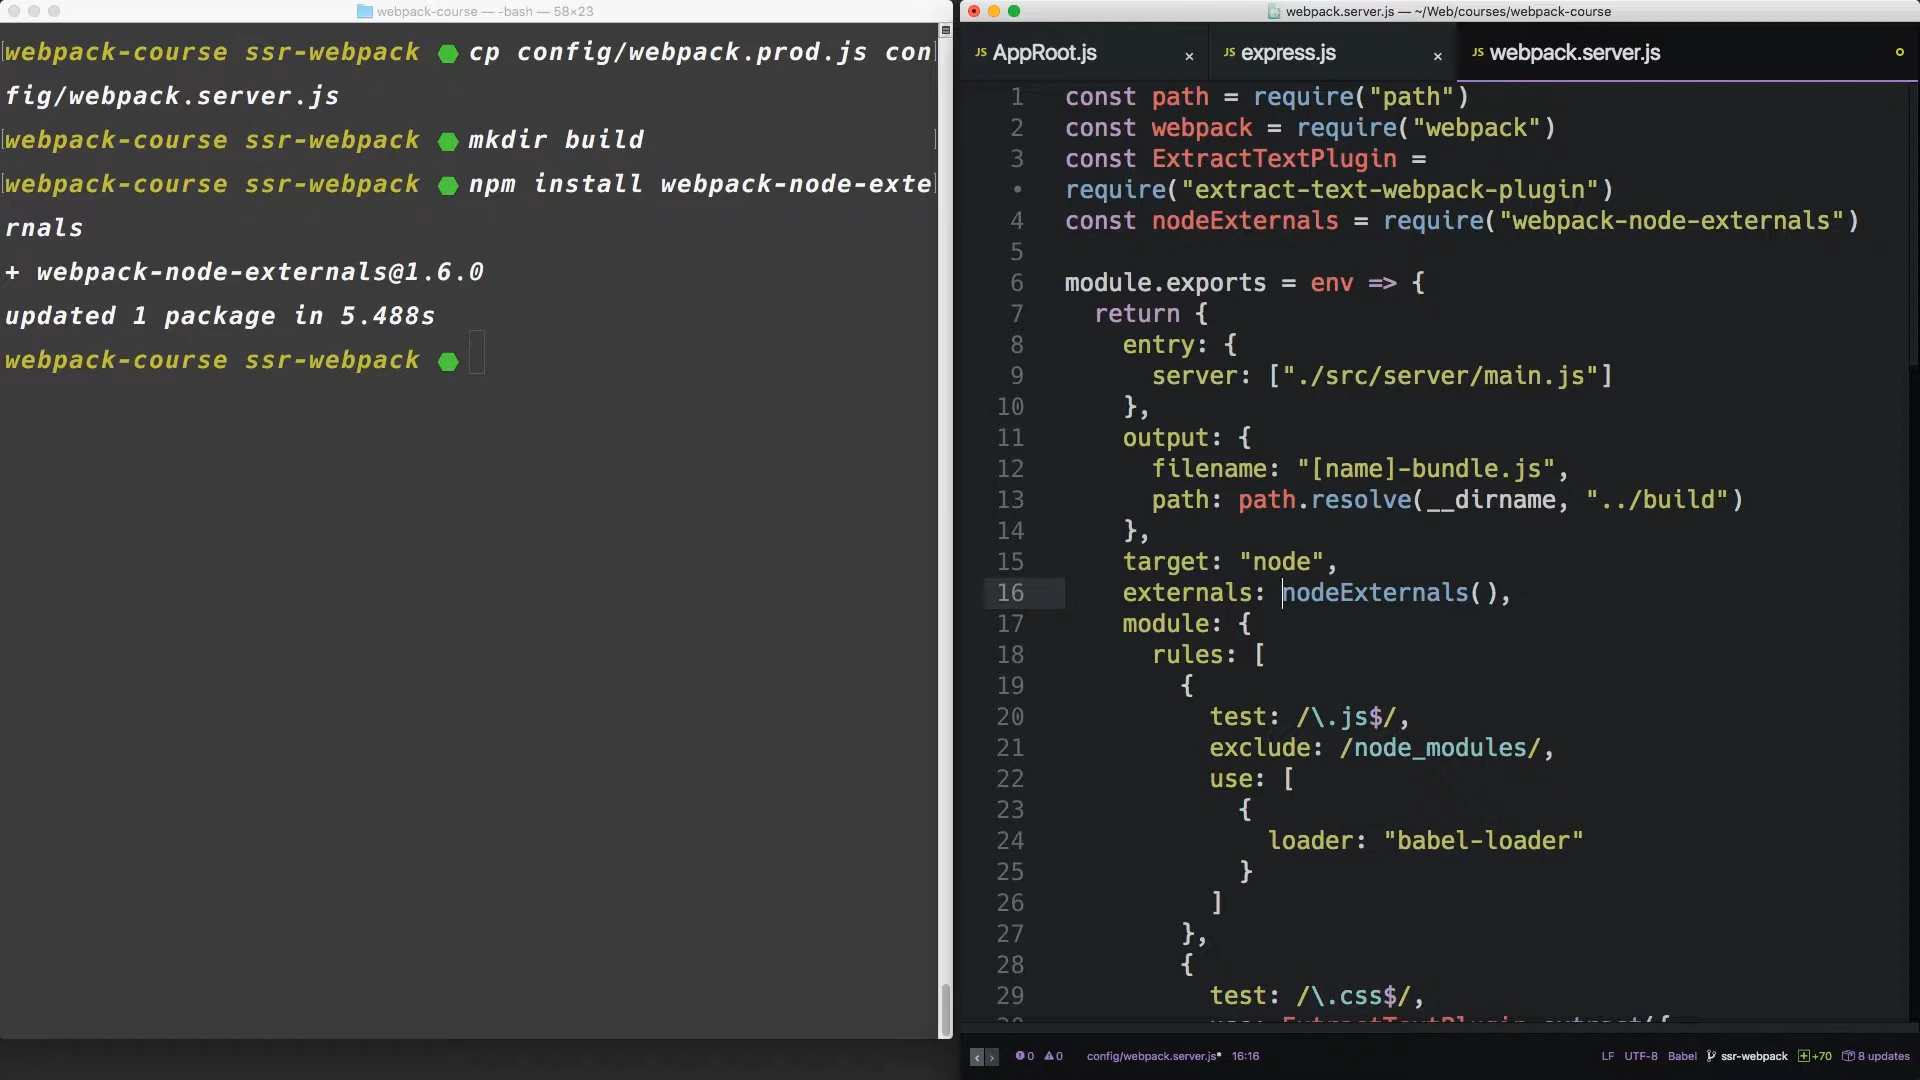 webpack-course — -bash — 58×23
webpack-course ssr-webpack cp config/webpack.prod.js con
fig/webpack.server.js
webpack-course ssr-webpack mkdir build
webpack-course ssr-webpack npm install webpack-node-exte
rnals
+ webpack-node-externals@1.6.0
updated 1 package in 5.488s
webpack-course ssr-webpack
webpack.server.js — ~/Web/courses/webpack-course
JS AppRoot.js × JS express.js × JS webpack.server.js
1 const path = require("path")
2 const webpack = require("webpack")
3 const ExtractTextPlugin =
• require("extract-text-webpack-plugin")
4 const nodeExternals = require("webpack-node-externals")
5
6 module.exports = env => {
7 return {
8 entry: {
9 server: ["./src/server/main.js"]
10 },
11 output: {
12 filename: "[name]-bundle.js",
13 path: path.resolve(__dirname, "../build")
14 },
15 target: "node",
16 externals: nodeExternals(),
17 module: {
18 rules: [
19 {
20 test: /\.js$/,
21 exclude: /node_modules/,
22 use: [
23 {
24 loader: "babel-loader"
25 }
26 ]
27 },
28 {
29 test: /\.css$/,
30 use: ExtractTextPlugin.extract({
‹ › 0 0 config/webpack.server.js* 16:16 LF UTF-8 Babel ssr-webpack +70 8 updates